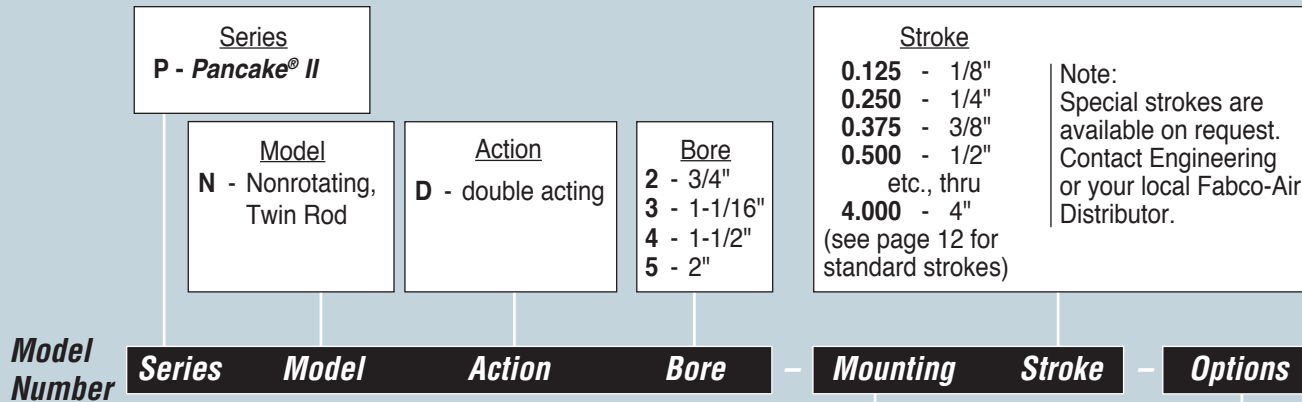 Series
P - Pancake® II
Model
N - Nonrotating,
Twin Rod
Action
D - double acting
Bore
2 - 3/4"
3 - 1-1/16"
4 - 1-1/2"
5 - 2"
Stroke
0.125 - 1/8"
0.250 - 1/4"
0.375 - 3/8"
0.500 - 1/2"
etc., thru
4.000 - 4"
(see page 12 for
standard strokes)
Note:
Special strokes are
available on request.
Contact Engineering
or your local Fabco-Air
Distributor.
Model
Number
Series Model Action Bore – Mounting Stroke – Options